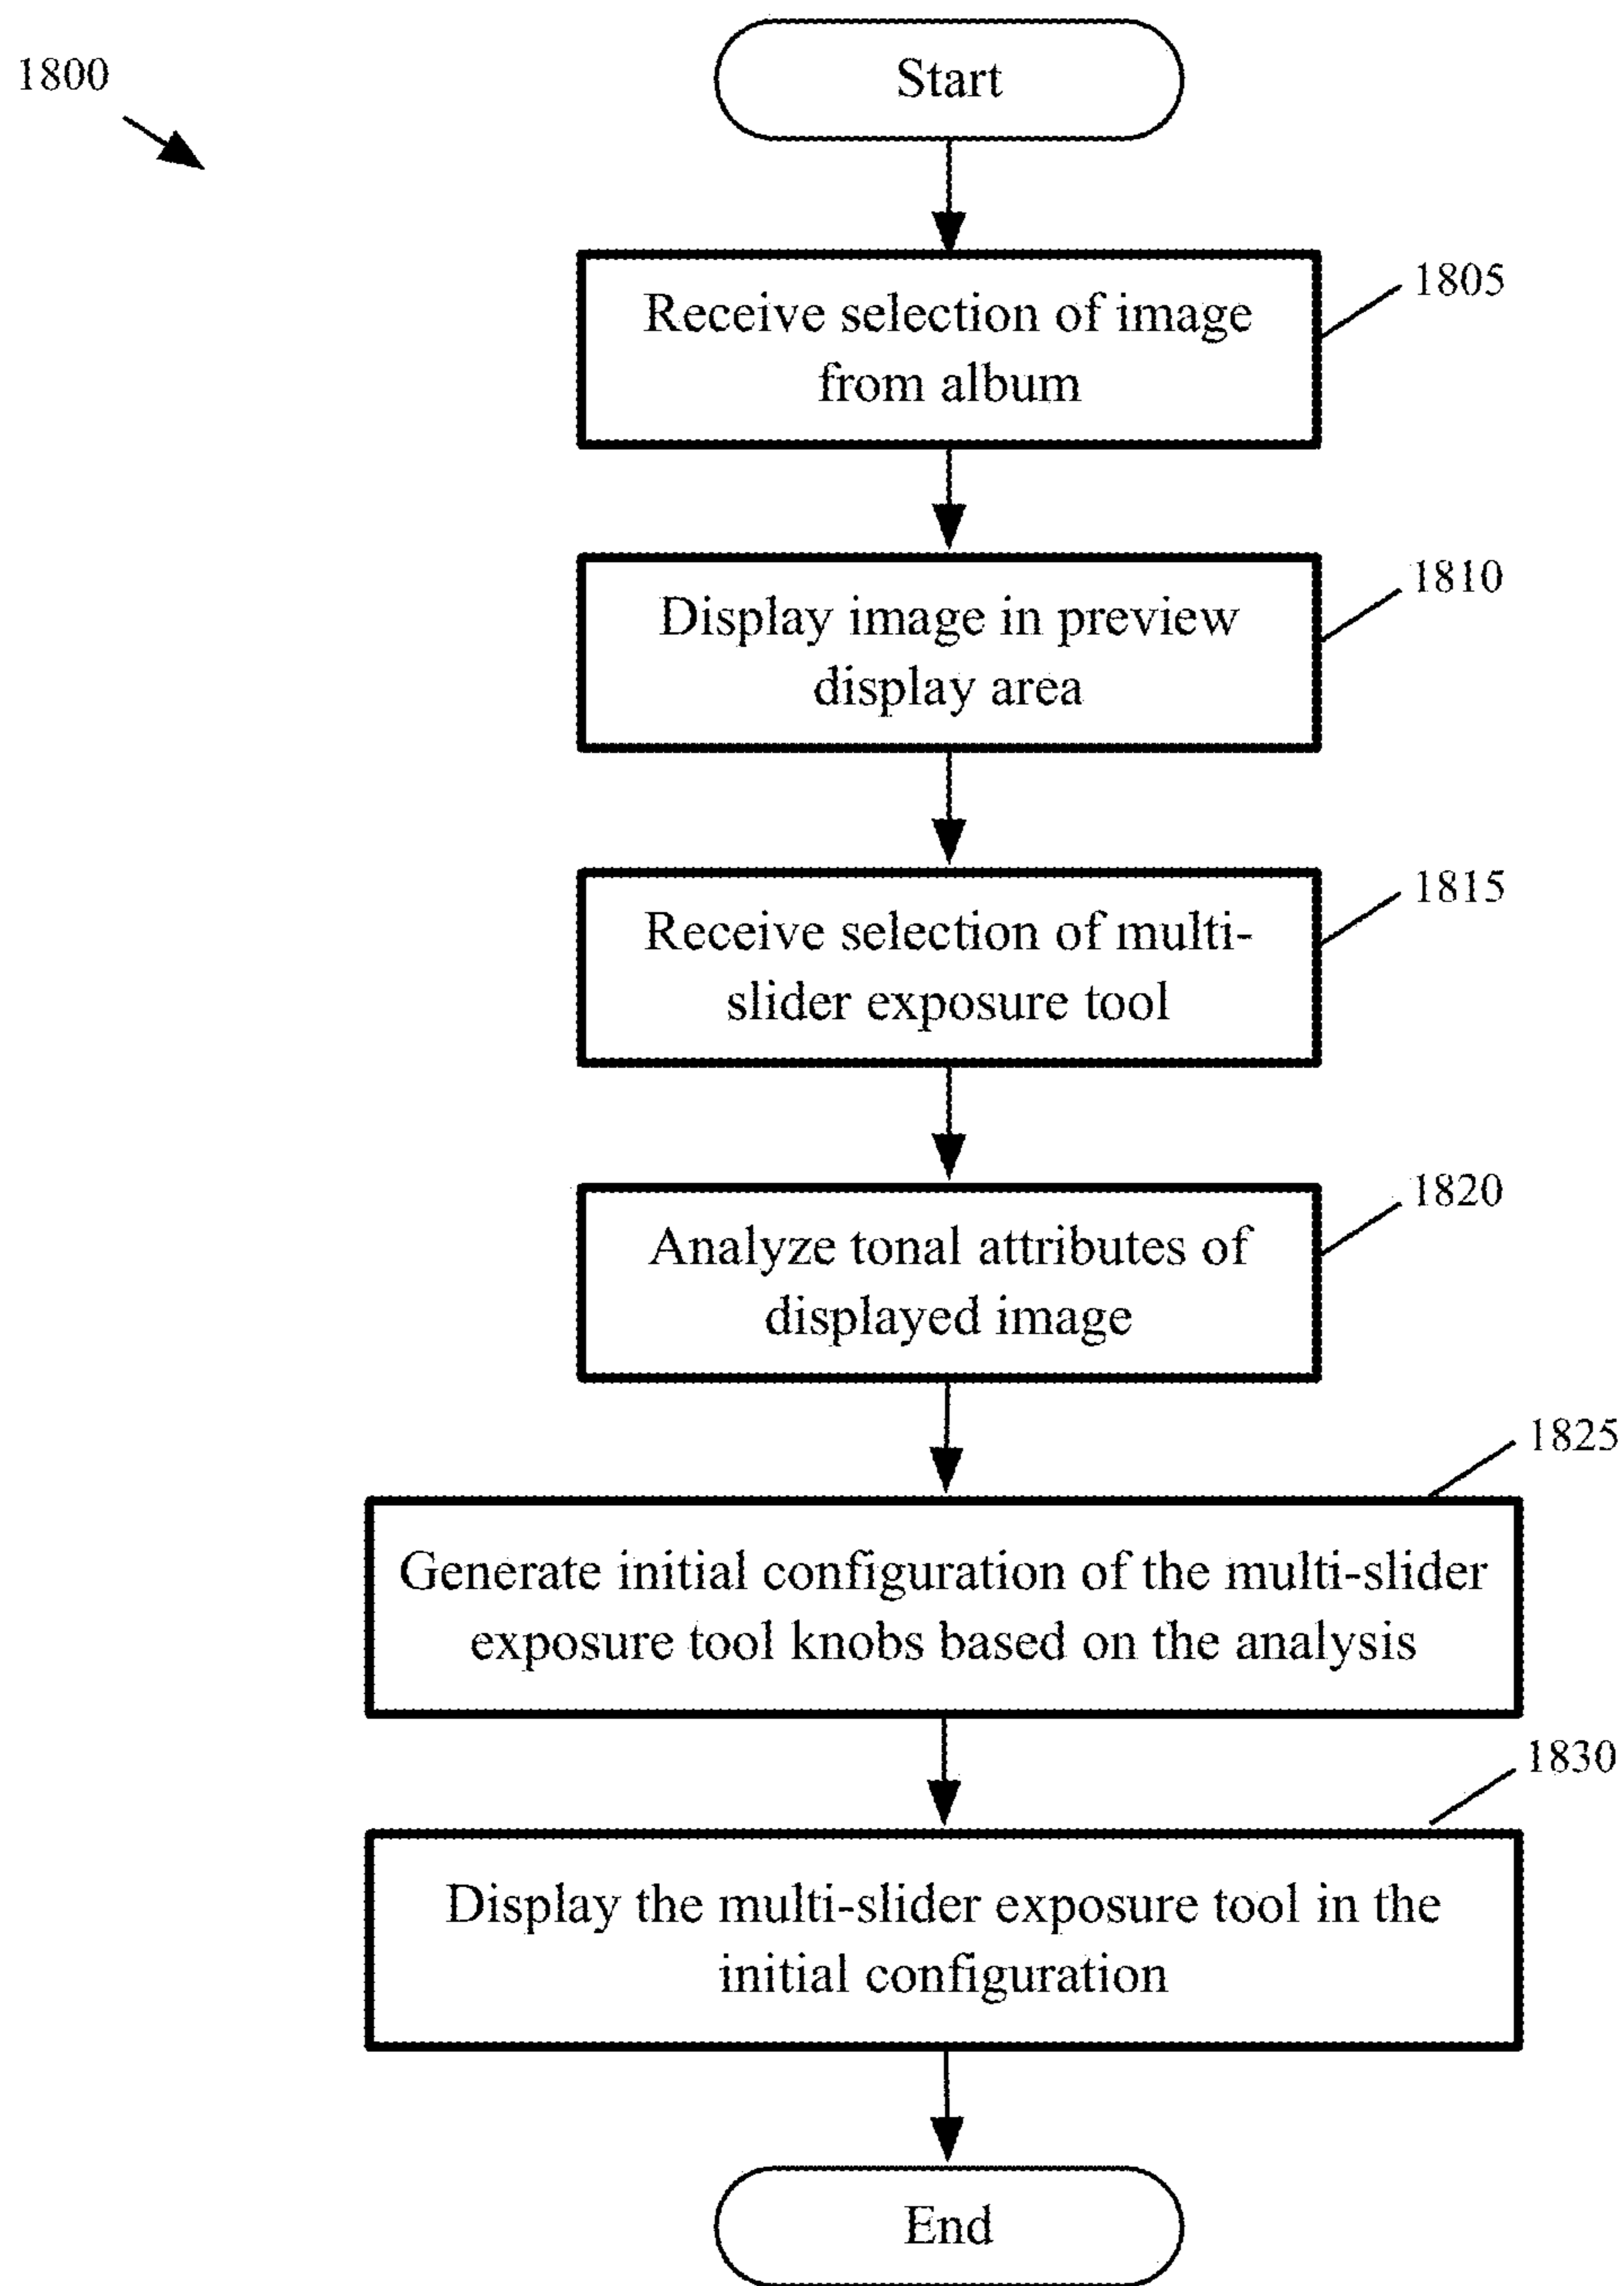 1800
Start
1805
Receive selection of image
from album
1810
Display image in preview
display area
1815
Receive selection of multi-
slider exposure tool
1820
Analyze tonal attributes of
displayed image
1825
Generate initial configuration of the multi-slider
exposure tool knobs based on the analysis
1830
Display the multi-slider exposure tool in the
initial configuration
End